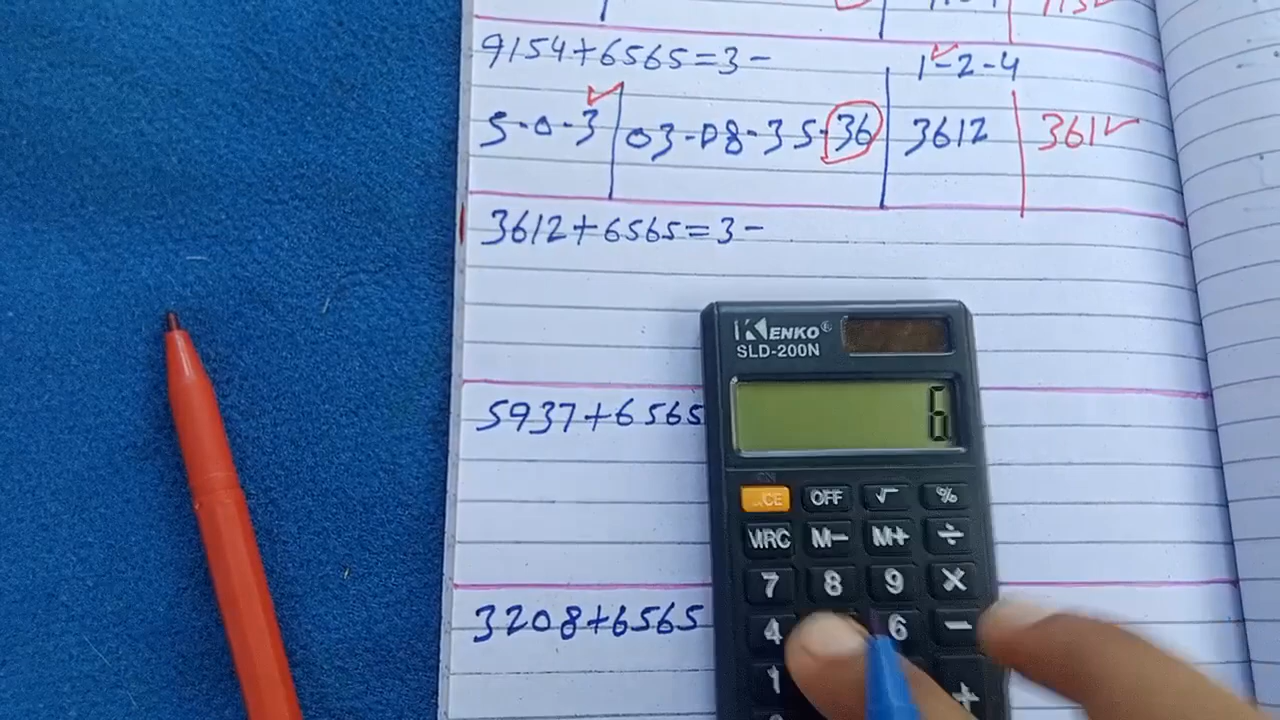 9154+6565=3-
1-2-4
5-0-3 03-08-35-36 3612 361
3612+6565=3-
KENKO®
SLD-200N
6
5937+6565
CE OFF √ %
MRC M- M+ ÷
7 8 9 ×
3208+6565
4 6 -
1 +